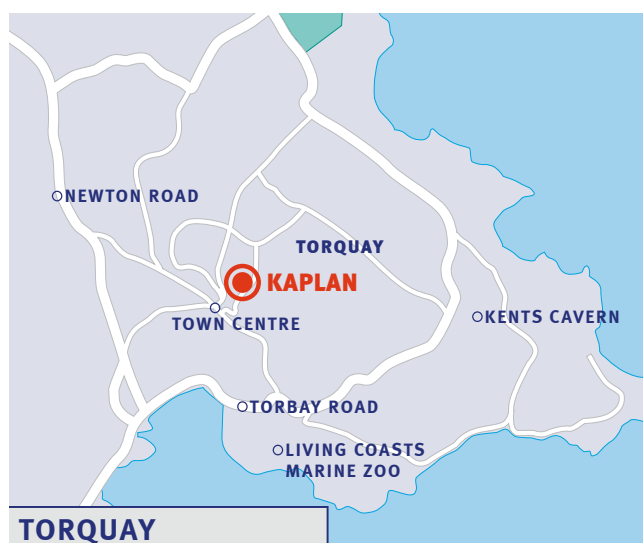 NEWTON ROAD
TORQUAY
KAPLAN
TOWN CENTRE
KENTS CAVERN
TORBAY ROAD
LIVING COASTS
MARINE ZOO
TORQUAY